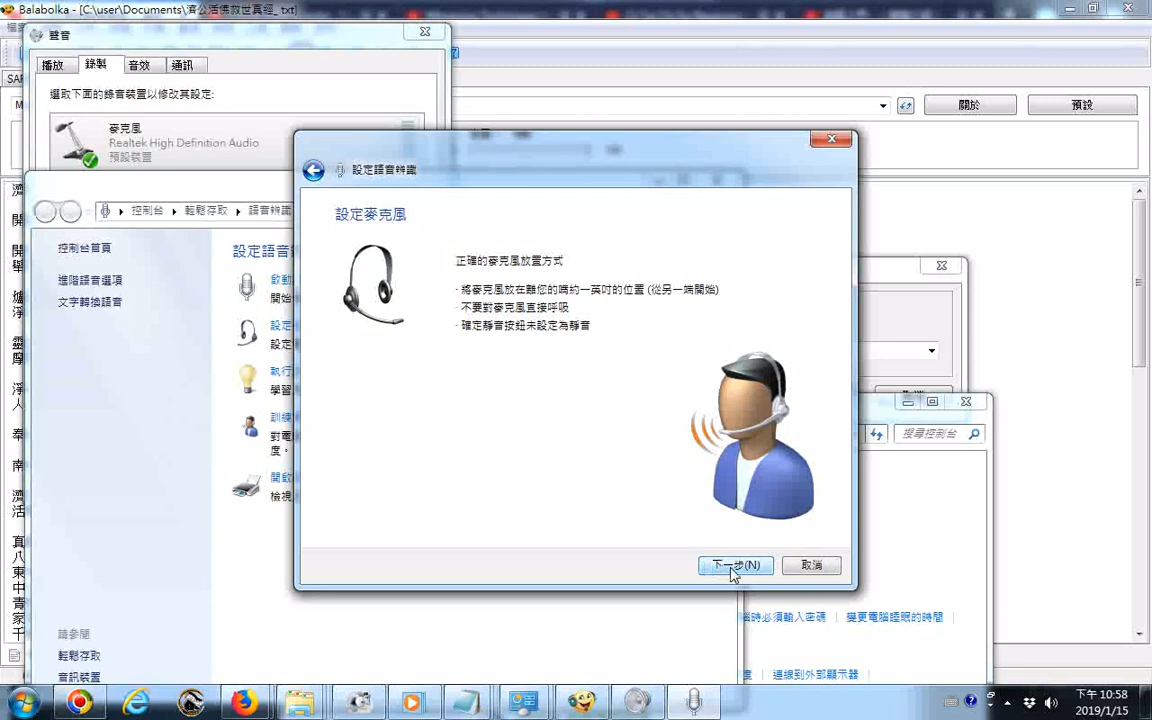 Balabolka - [C:\user\Documents\濟公活佛救世真經_.txt]
聲音
播放
錄製
音效
通訊
選取下面的錄音裝置以修改其設定:
麥克風
Realtek High Definition Audio
預設裝置
關於
預設
設定語音辨識
控制台
輕鬆存取
語音辨識
控制台首頁
進階語音選項
文字轉換語音
設定麥克風
正確的麥克風放置方式
‧將麥克風放在離您的嘴約一英吋的位置 (從另一端開始)
‧不要對麥克風直接呼吸
‧確定靜音按鈕未設定為靜音
下一步(N)
取消
搜尋控制台
請參閱
輕鬆存取
音訊裝置
腦時必須輸入密碼
變更電腦睡眠的時間
連線到外部顯示器
下午 10:58
2019/1/15